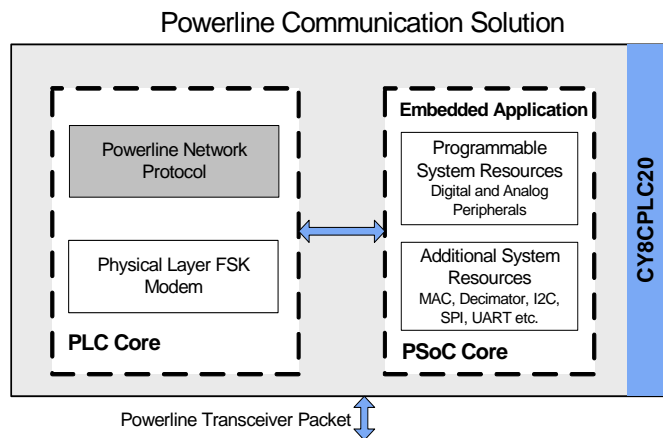 Powerline Communication Solution
Powerline Network
Protocol
Physical Layer FSK
Modem
PLC Core
Embedded Application
Programmable
System Resources
Digital and Analog
Peripherals
Additional System
Resources
MAC, Decimator, I2C,
SPI, UART etc.
PSoC Core
CY8CPLC20
Powerline Transceiver Packet